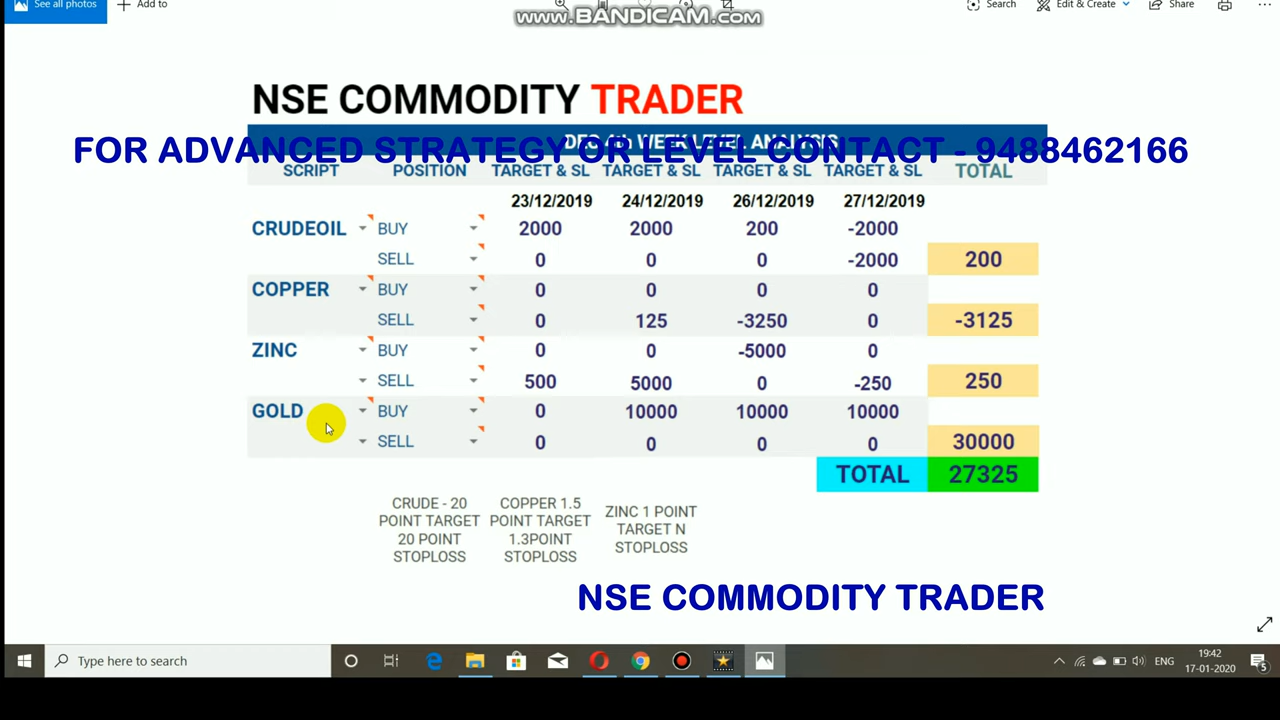 See all photos
Add to
Search
Edit & Create
Share
www.BANDICAM.com
NSE COMMODITY TRADER
DEC 4th WEEK LEVEL ANALYSIS
FOR ADVANCED STRATEGY OR LEVEL CONTACT - 9488462166
SCRIPT POSITION TARGET & SL TARGET & SL TARGET & SL TARGET & SL TOTAL
23/12/2019 24/12/2019 26/12/2019 27/12/2019
CRUDEOIL BUY 2000 2000 200 -2000
SELL 0 0 0 -2000 200
COPPER BUY 0 0 0 0
SELL 0 125 -3250 0 -3125
ZINC BUY 0 0 -5000 0
SELL 500 5000 0 -250 250
GOLD BUY 0 10000 10000 10000
SELL 0 0 0 0 30000
TOTAL 27325
CRUDE - 20
POINT TARGET
20 POINT
STOPLOSS
COPPER 1.5
POINT TARGET
1.3POINT
STOPLOSS
ZINC 1 POINT
TARGET N
STOPLOSS
NSE COMMODITY TRADER
Type here to search
ENG
19:42
17-01-2020
5